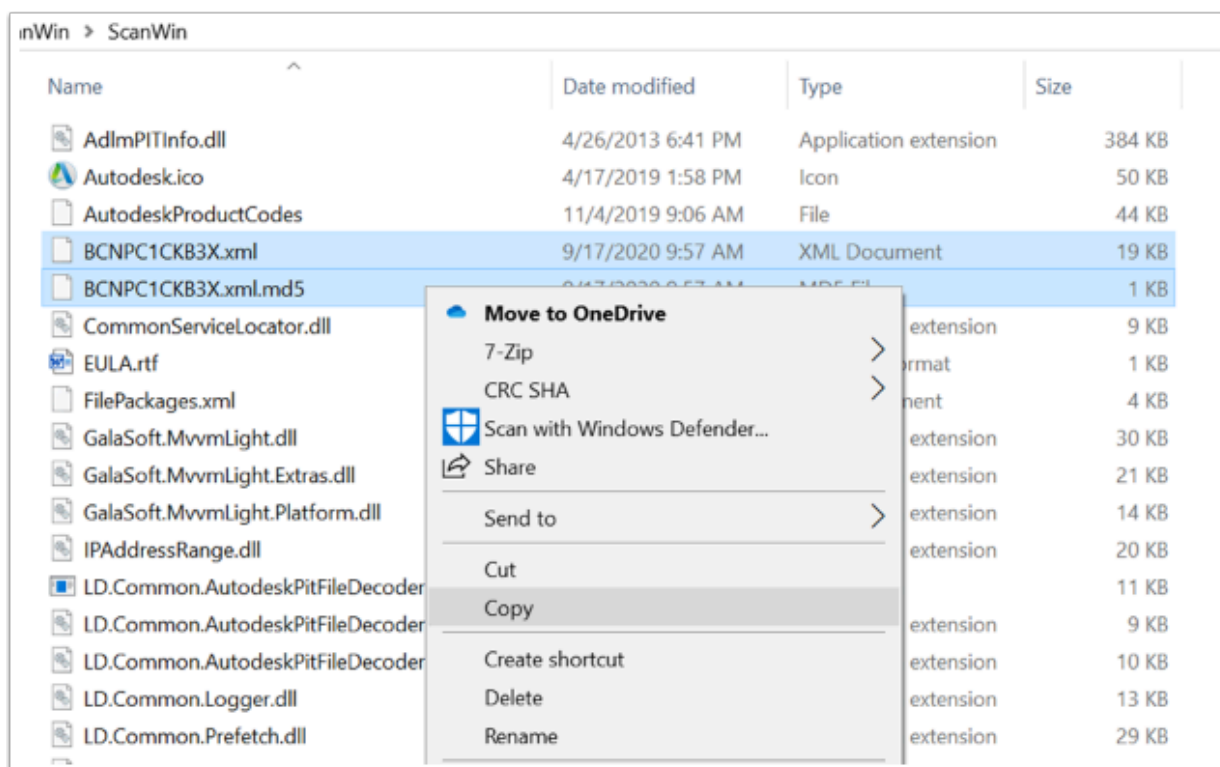 ınWin > ScanWin
Name Date modified Type Size
AdlmPITInfo.dll 4/26/2013 6:41 PM Application extension 384 KB
Autodesk.ico 4/17/2019 1:58 PM Icon 50 KB
AutodeskProductCodes 11/4/2019 9:06 AM File 44 KB
BCNPC1CKB3X.xml 9/17/2020 9:57 AM XML Document 19 KB
BCNPC1CKB3X.xml.md5 1 KB
Move to OneDrive
CommonServiceLocator.dll extension 9 KB
7-Zip
EULA.rtf ormat 1 KB
CRC SHA
FilePackages.xml nent 4 KB
Scan with Windows Defender...
GalaSoft.MvvmLight.dll extension 30 KB
Share
GalaSoft.MvvmLight.Extras.dll extension 21 KB
Send to
GalaSoft.MvvmLight.Platform.dll extension 14 KB
IPAddressRange.dll extension 20 KB
Cut
LD.Common.AutodeskPitFileDecoder 11 KB
Copy
LD.Common.AutodeskPitFileDecoder extension 9 KB
Create shortcut
LD.Common.AutodeskPitFileDecoder extension 10 KB
Delete
LD.Common.Logger.dll extension 13 KB
Rename
LD.Common.Prefetch.dll extension 29 KB